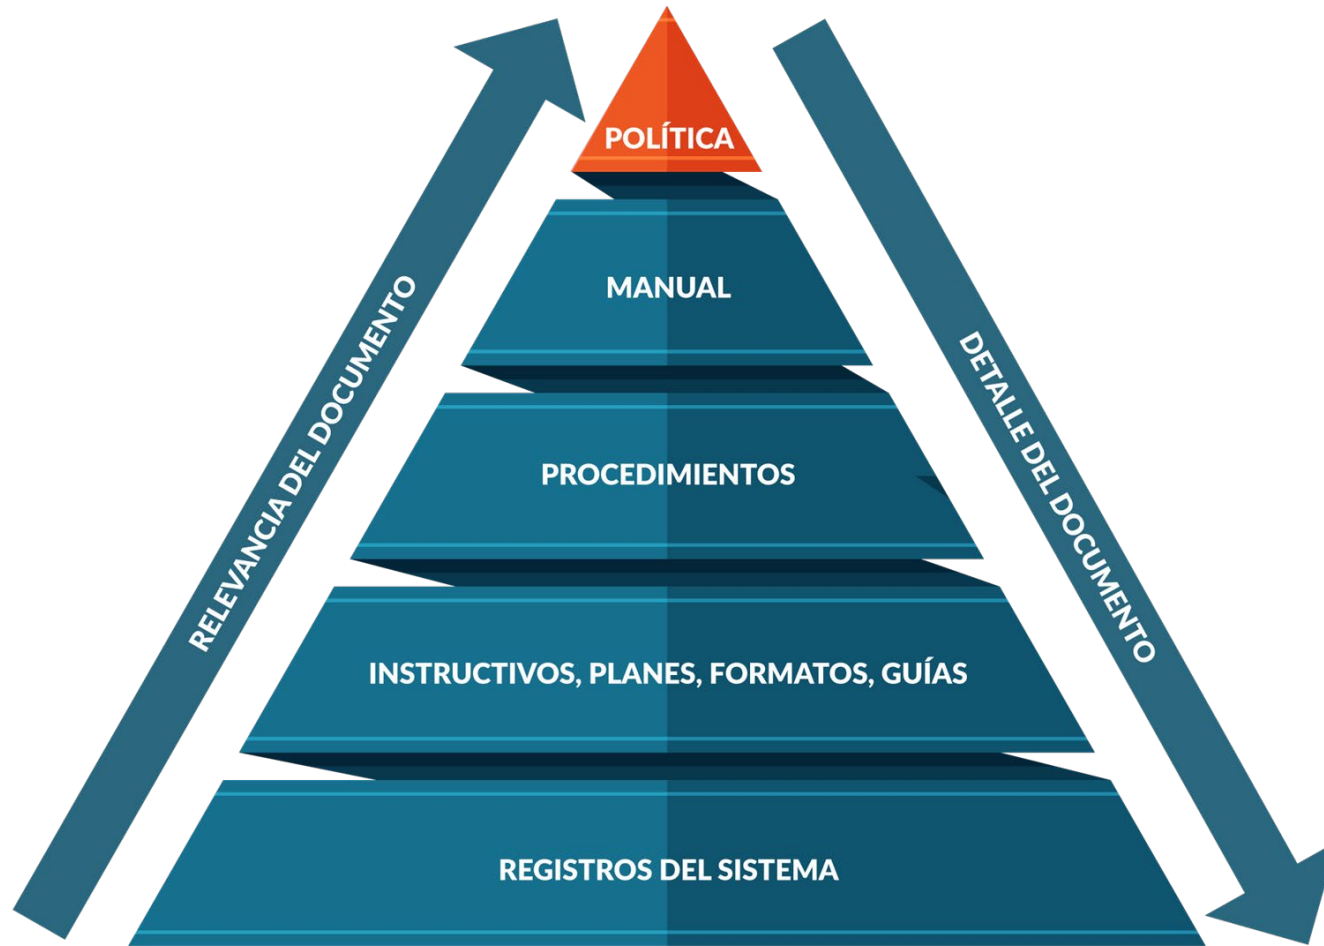 POLÍTICA
MANUAL
PROCEDIMIENTOS
INSTRUCTIVOS, PLANES, FORMATOS, GUÍAS
REGISTROS DEL SISTEMA
RELEVANCIA DEL DOCUMENTO
DETALLE DEL DOCUMENTO